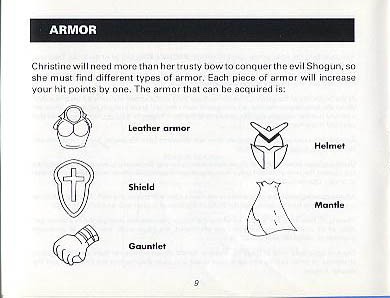 ARMOR
Christine will need more than her trusty bow to conquer the evil Shogun, so
she must find different types of armor. Each piece of armor will increase
your hit points by one. The armor that can be acquired is:
Leather armor
Helmet
Shield
Mantle
Gauntlet
9